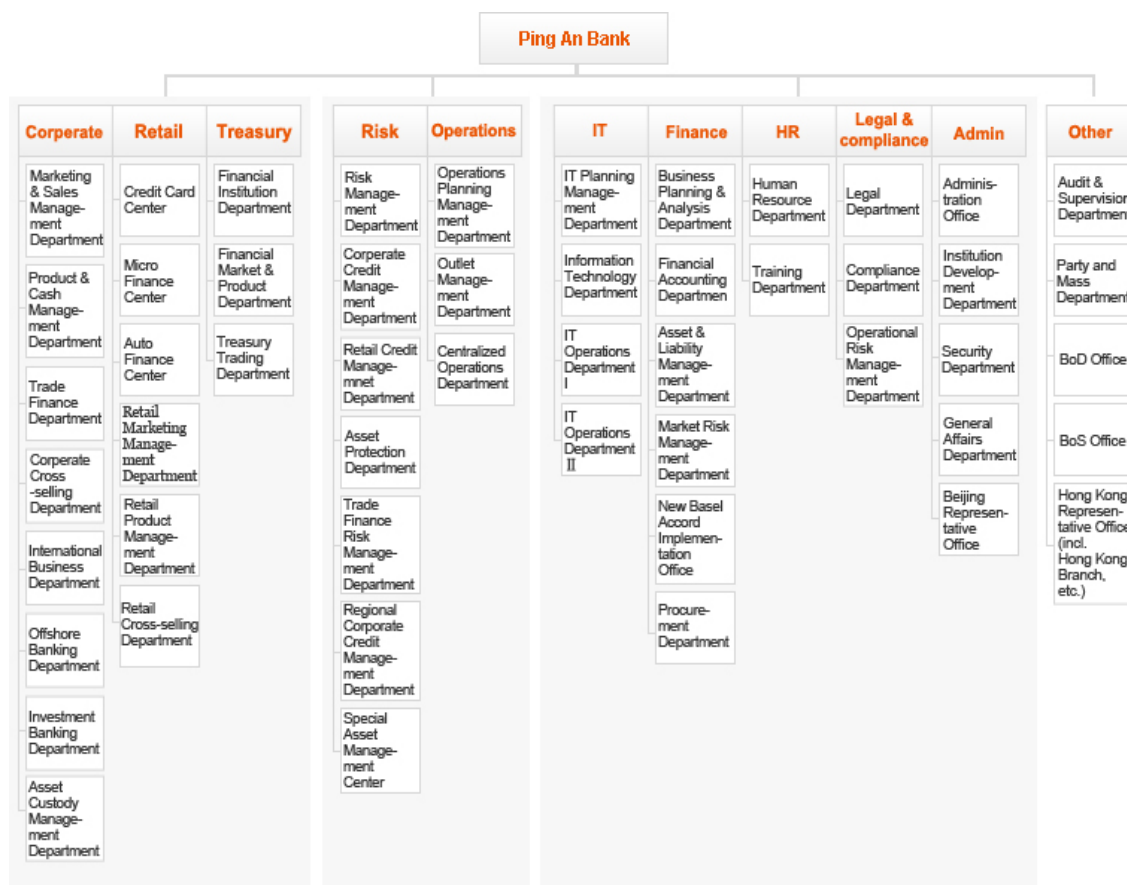 Ping An Bank
Corperate
Marketing
& Sales
Manage-
ment
Department
Product &
Cash
Manage-
ment
Department
Trade
Finance
Department
Corperate
Cross
-selling
Department
International
Business
Department
Offshore
Banking
Department
Investment
Banking
Department
Asset
Custody
Manage-
ment
Department
Retail
Credit Card
Center
Micro
Finance
Center
Auto
Finance
Center
Retail
Marketing
Manage-
ment
Department
Retail
Product
Manage-
ment
Department
Retail
Cross-selling
Department
Treasury
Financial
Institution
Department
Financial
Market &
Product
Department
Treasury
Trading
Department
Risk
Risk
Manage-
ment
Department
Corperate
Credit
Manage-
ment
Department
Retail Credit
Managem-
mnet
Department
Asset
Protection
Department
Trade
Finance
Risk
Manage-
ment
Department
Regional
Corporate
Credit
Manage-
ment
Department
Special
Asset
Manage-
ment
Center
Operations
Operations
Planning
Manage-
ment
Department
Outlet
Manage-
ment
Department
Centralized
Operations
Department
IT
IT Planning
Manage-
ment
Department
Information
Technology
Department
IT
Operations
Department
I
IT
Operations
Department
II
Finance
Business
Planning &
Analysis
Department
Financial
Accounting
Departmen
Asset &
Liability
Manage-
ment
Department
Market Risk
Manage-
ment
Department
New Basel
Accord
Implemen-
tation
Office
Procure-
ment
Department
HR
Human
Resource
Department
Training
Department
Legal &
compliance
Legal
Department
Compliance
Department
Operational
Risk
Manage-
ment
Department
Admin
Adminis-
tration
Office
Institution
Develop-
ment
Department
Security
Department
General
Affairs
Department
Beijing
Represen-
tative
Office
Other
Audit &
Supervision
Department
Party and
Mass
Department
BoD Office
BoS Office
Hong Kong
Represen-
tative Office
(incl.
Hong Kong
Branch,
etc.)